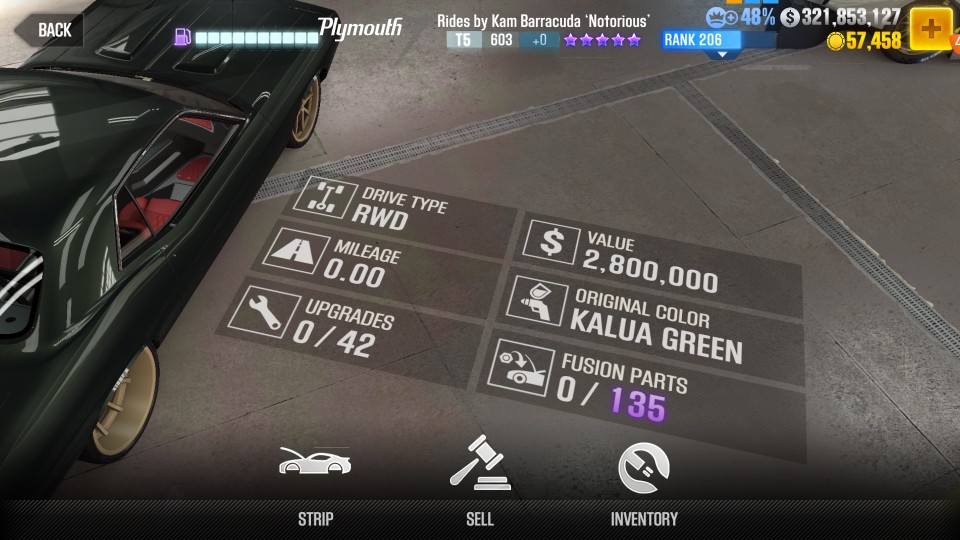 BACK
Plymouth
Rides by Kam Barracuda ‘Notorious’
T5 603 +0
RANK 206
48%
$ 321,853,127
57,458
4
DRIVE TYPE
RWD
MILEAGE
0.00
UPGRADES
0 / 42
$
VALUE
2,800,000
ORIGINAL COLOR
KALUA GREEN
FUSION PARTS
0 / 135
STRIP
SELL
INVENTORY